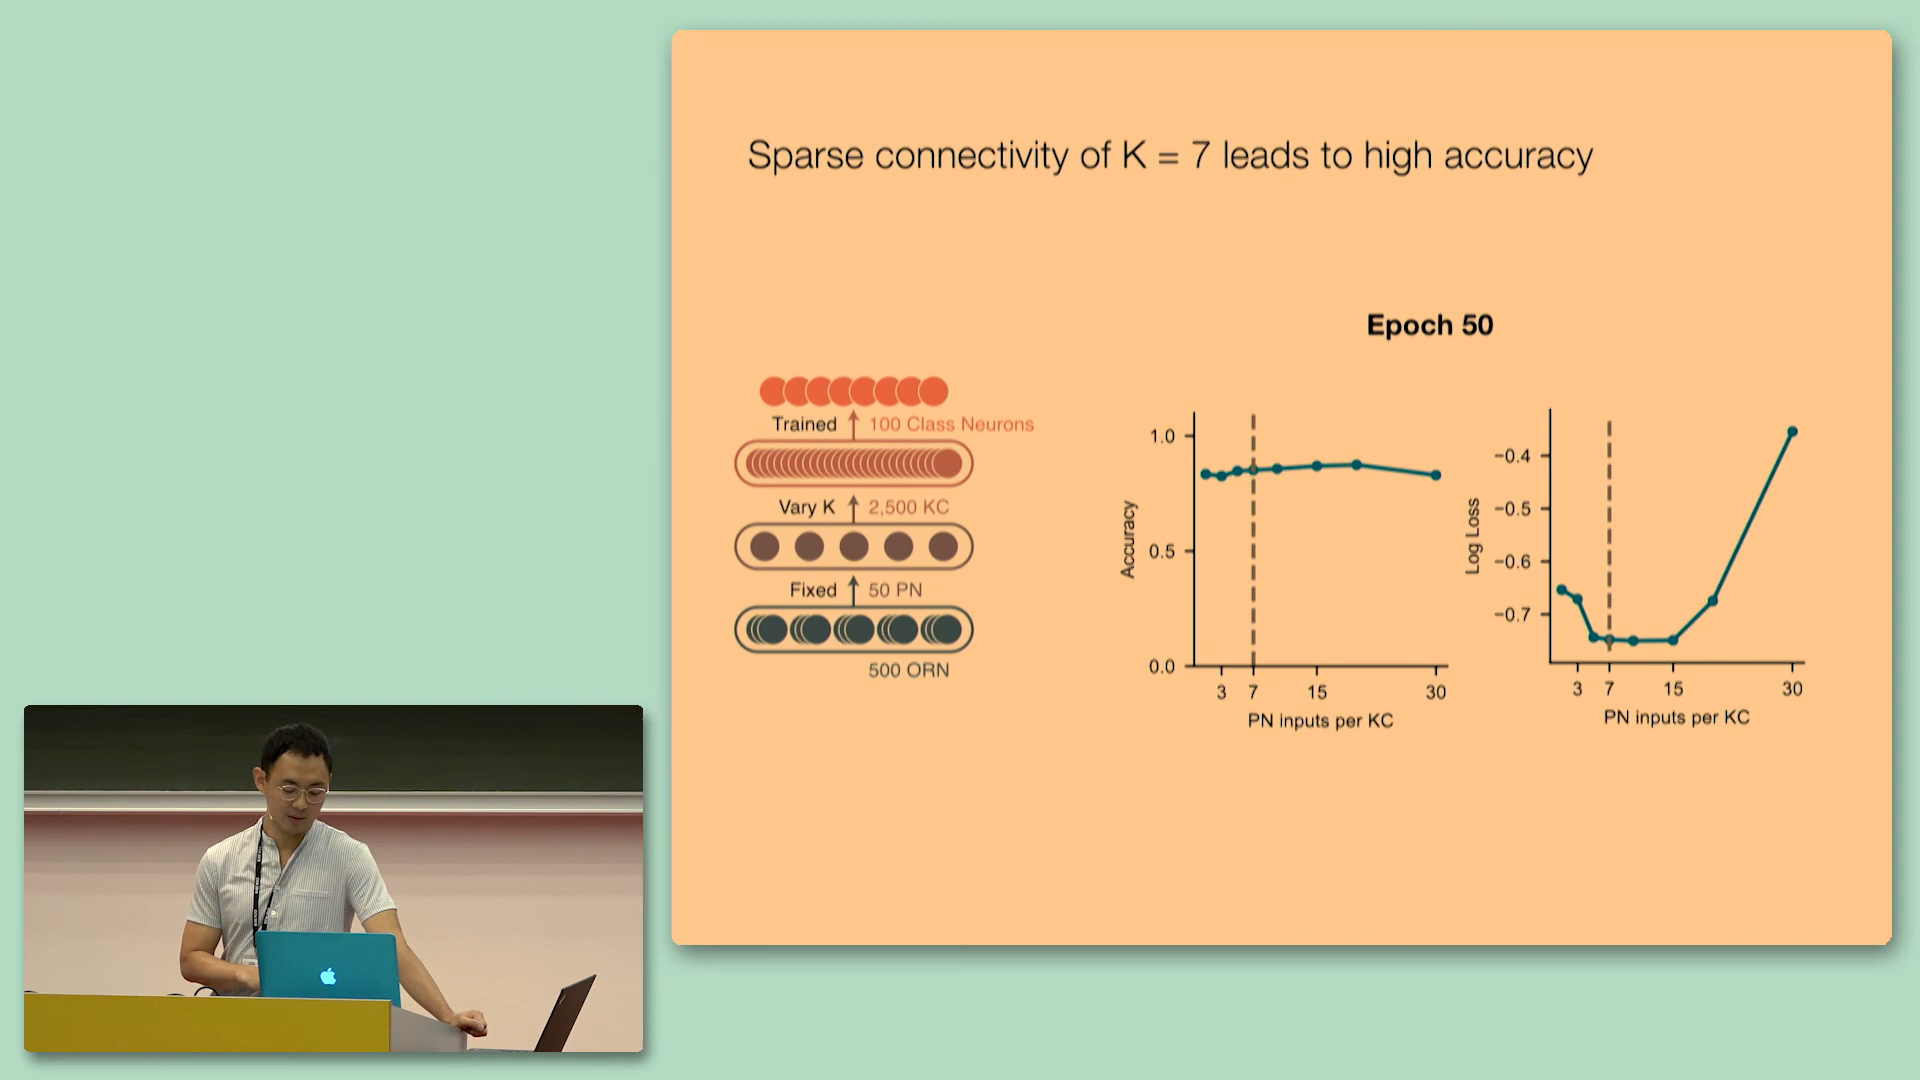 Sparse connectivity of K = 7 leads to high accuracy
Epoch 50
Trained
100 Class Neurons
Vary K
2,500 KC
Fixed
50 PN
500 ORN
Accuracy
1.0
0.5
0.0
3
7
15
30
PN inputs per KC
Log Loss
−0.4
−0.5
−0.6
−0.7
3
7
15
30
PN inputs per KC